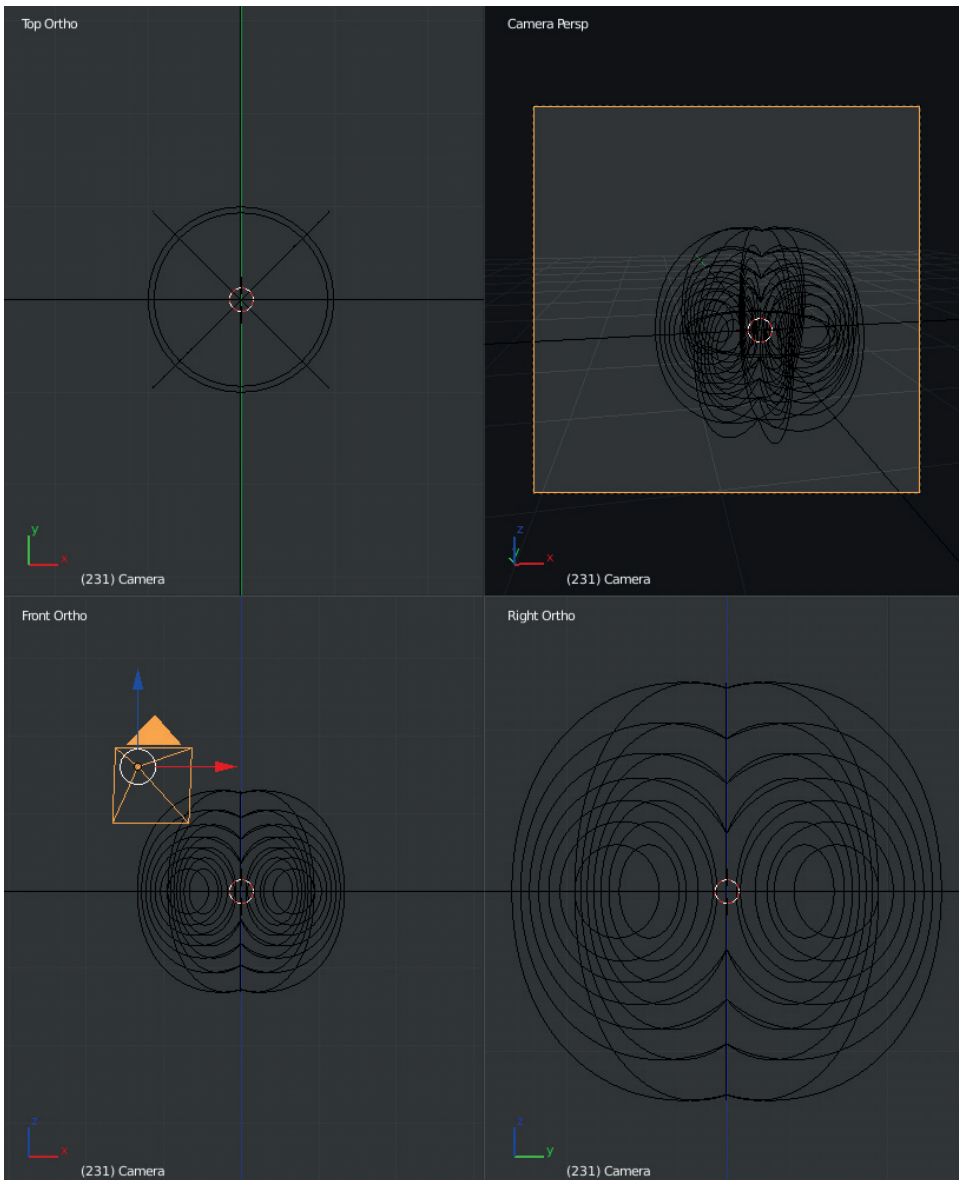 Top Ortho
y
x
(231) Camera
Camera Persp
z
y
x
(231) Camera
Front Ortho
z
x
(231) Camera
Right Ortho
z
y
(231) Camera